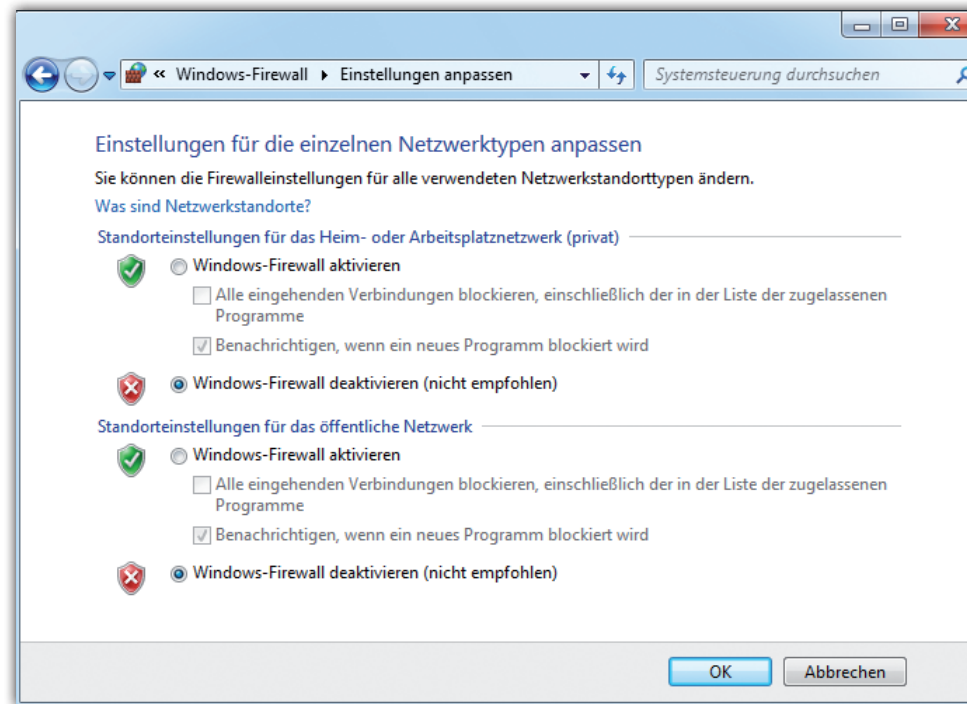 « Windows-Firewall ▸ Einstellungen anpassen
Systemsteuerung durchsuchen
Einstellungen für die einzelnen Netzwerktypen anpassen
Sie können die Firewalleinstellungen für alle verwendeten Netzwerkstandorttypen ändern.
Was sind Netzwerkstandorte?
Standorteinstellungen für das Heim- oder Arbeitsplatznetzwerk (privat)
Windows-Firewall aktivieren
Alle eingehenden Verbindungen blockieren, einschließlich der in der Liste der zugelassenen
Programme
Benachrichtigen, wenn ein neues Programm blockiert wird
Windows-Firewall deaktivieren (nicht empfohlen)
Standorteinstellungen für das öffentliche Netzwerk
Windows-Firewall aktivieren
Alle eingehenden Verbindungen blockieren, einschließlich der in der Liste der zugelassenen
Programme
Benachrichtigen, wenn ein neues Programm blockiert wird
Windows-Firewall deaktivieren (nicht empfohlen)
OK
Abbrechen